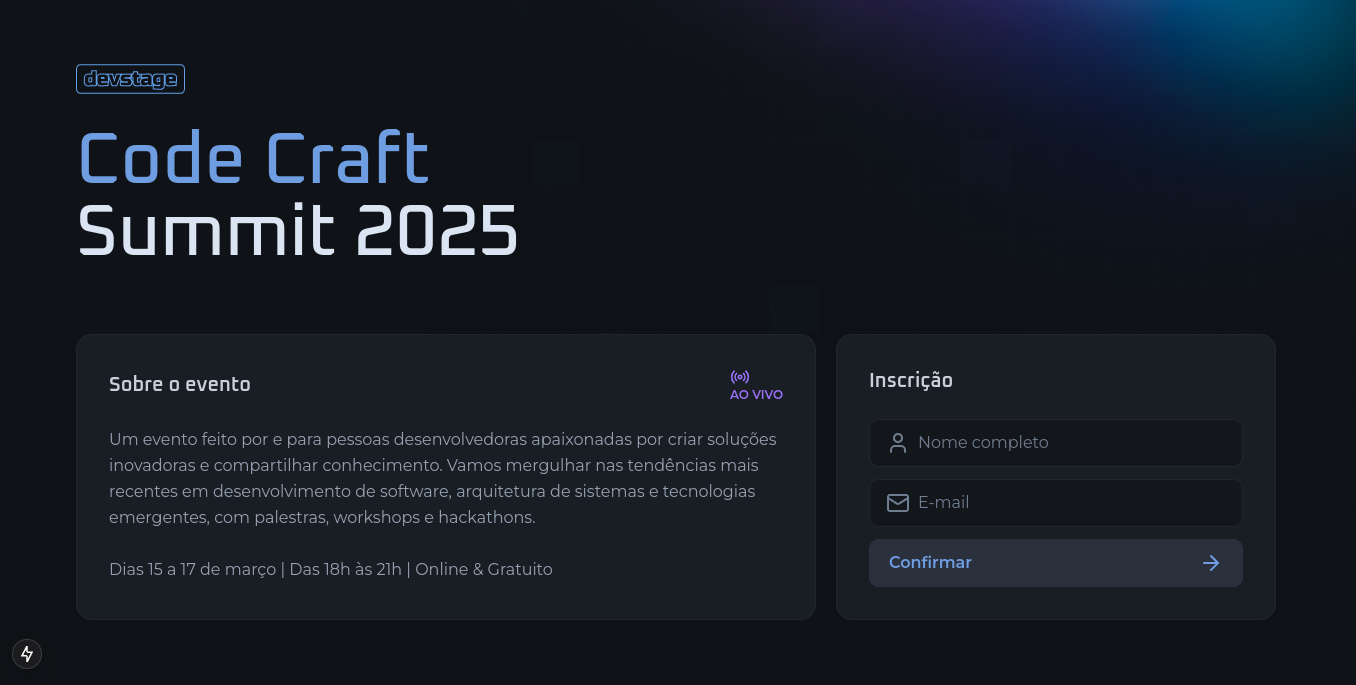 devstage
Code Craft
Summit 2025
Sobre o evento
AO VIVO
Um evento feito por e para pessoas desenvolvedoras apaixonadas por criar soluções
inovadoras e compartilhar conhecimento. Vamos mergulhar nas tendências mais
recentes em desenvolvimento de software, arquitetura de sistemas e tecnologias
emergentes, com palestras, workshops e hackathons.
Dias 15 a 17 de março | Das 18h às 21h | Online & Gratuito
Inscrição
Nome completo
E-mail
Confirmar